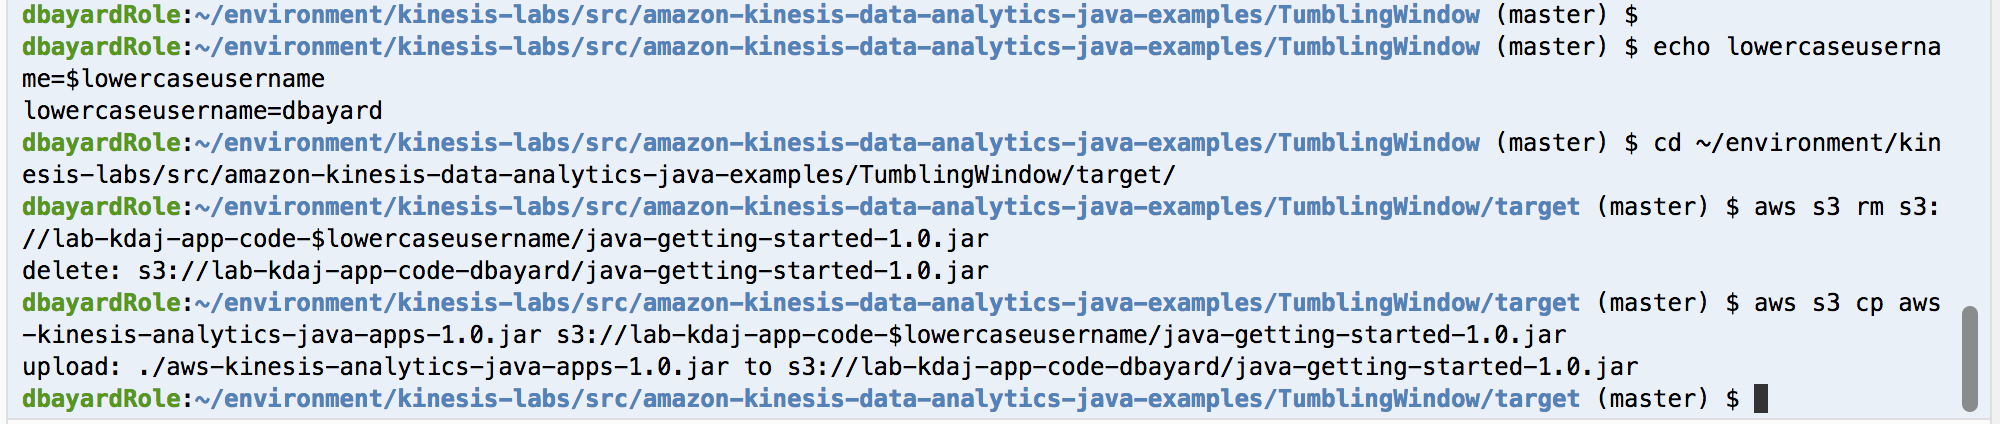 dbayardRole:~/environment/kinesis-labs/src/amazon-kinesis-data-analytics-java-examples/TumblingWindow (master) $
dbayardRole:~/environment/kinesis-labs/src/amazon-kinesis-data-analytics-java-examples/TumblingWindow (master) $ echo lowercaseuserna
me=$lowercaseusername
lowercaseusername=dbayard
dbayardRole:~/environment/kinesis-labs/src/amazon-kinesis-data-analytics-java-examples/TumblingWindow (master) $ cd ~/environment/kin
esis-labs/src/amazon-kinesis-data-analytics-java-examples/TumblingWindow/target/
dbayardRole:~/environment/kinesis-labs/src/amazon-kinesis-data-analytics-java-examples/TumblingWindow/target (master) $ aws s3 rm s3:
//lab-kdaj-app-code-$lowercaseusername/java-getting-started-1.0.jar
delete: s3://lab-kdaj-app-code-dbayard/java-getting-started-1.0.jar
dbayardRole:~/environment/kinesis-labs/src/amazon-kinesis-data-analytics-java-examples/TumblingWindow/target (master) $ aws s3 cp aws
-kinesis-analytics-java-apps-1.0.jar s3://lab-kdaj-app-code-$lowercaseusername/java-getting-started-1.0.jar
upload: ./aws-kinesis-analytics-java-apps-1.0.jar to s3://lab-kdaj-app-code-dbayard/java-getting-started-1.0.jar
dbayardRole:~/environment/kinesis-labs/src/amazon-kinesis-data-analytics-java-examples/TumblingWindow/target (master) $